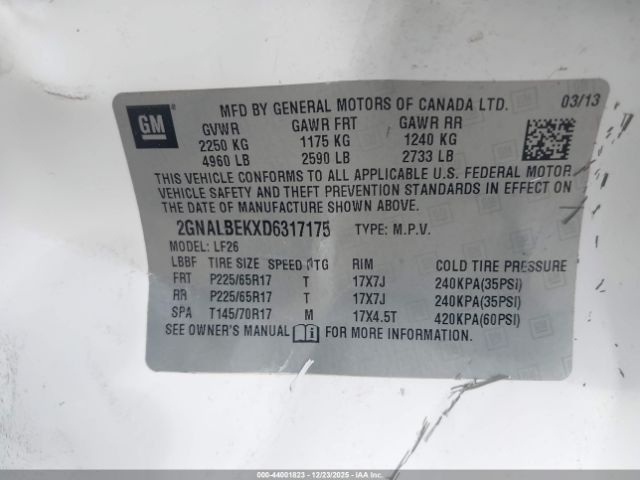 GM
MFD BY GENERAL MOTORS OF CANADA LTD. 03/13
GVWR GAWR FRT GAWR RR
2250 KG 1175 KG 1240 KG
4960 LB 2590 LB 2733 LB
THIS VEHICLE CONFORMS TO ALL APPLICABLE U.S. FEDERAL MOTOR
VEHICLE SAFETY AND THEFT PREVENTION STANDARDS IN EFFECT ON
THE DATE OF MANUFACTURE SHOWN ABOVE.
2GNALBEKXD6317175 TYPE: M.P.V.
MODEL: LF26
LBBF TIRE SIZE SPEED RTG RIM COLD TIRE PRESSURE
FRT P225/65R17 T 17X7J 240KPA(35PSI)
RR P225/65R17 T 17X7J 240KPA(35PSI)
SPA T145/70R17 M 17X4.5T 420KPA(60PSI)
SEE OWNER'S MANUAL FOR MORE INFORMATION.
000-44001823 - 12/23/2025 - IAAI.COM